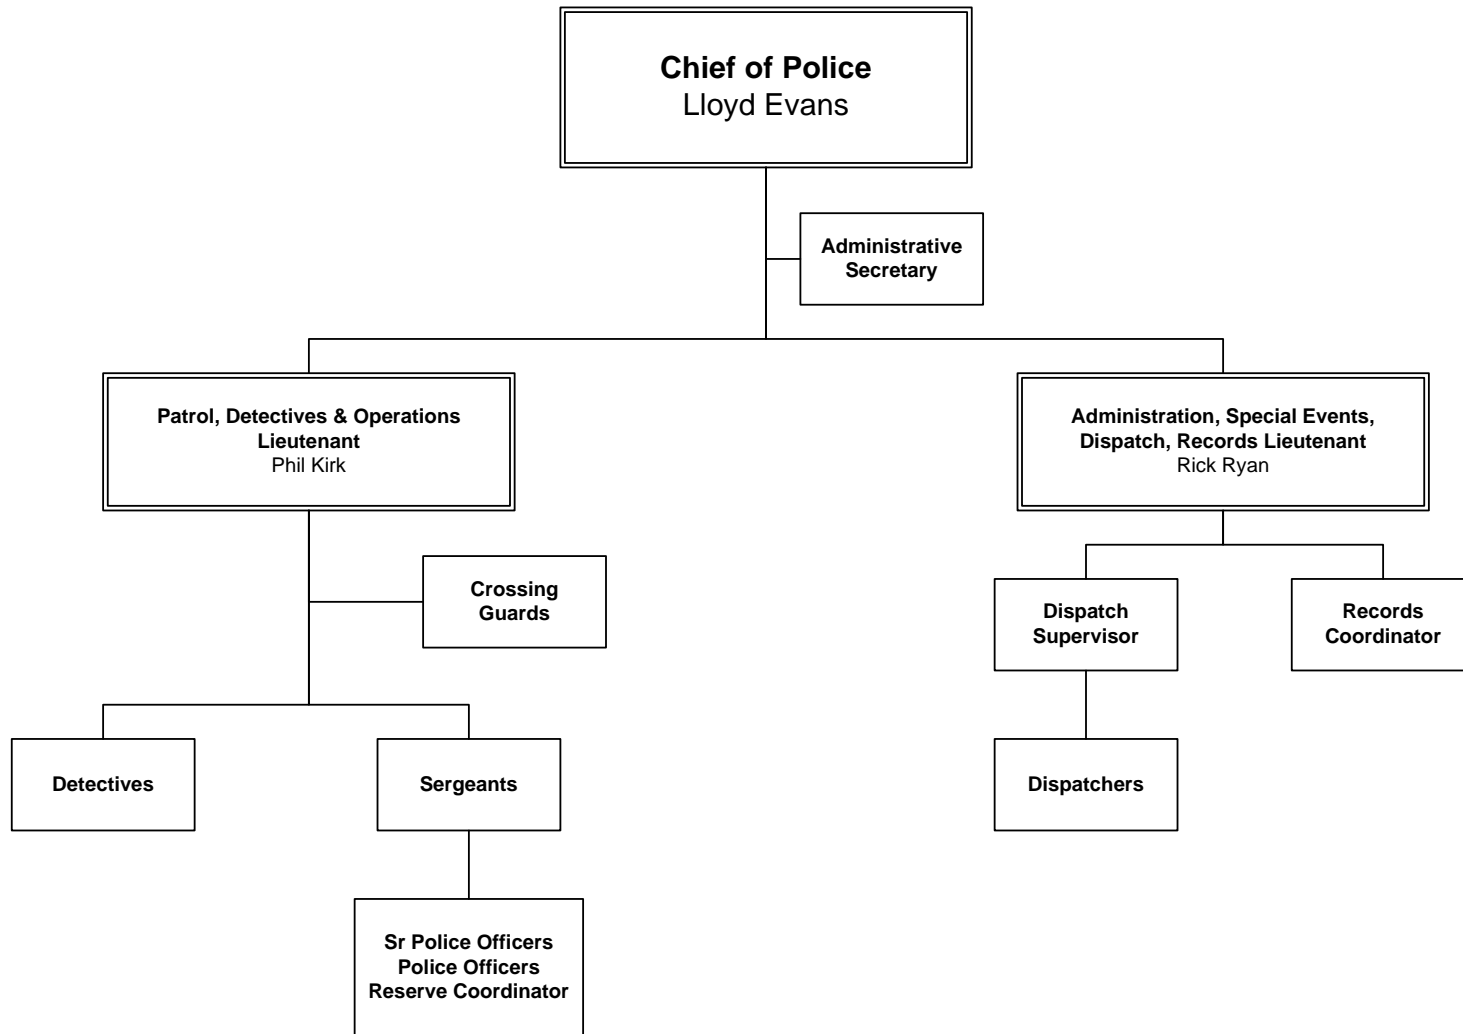 Chief of Police
Lloyd Evans
Administrative
Secretary
Patrol, Detectives & Operations
Lieutenant
Phil Kirk
Administration, Special Events,
Dispatch, Records Lieutenant
Rick Ryan
Crossing
Guards
Dispatch
Supervisor
Records
Coordinator
Detectives
Sergeants
Dispatchers
Sr Police Officers
Police Officers
Reserve Coordinator